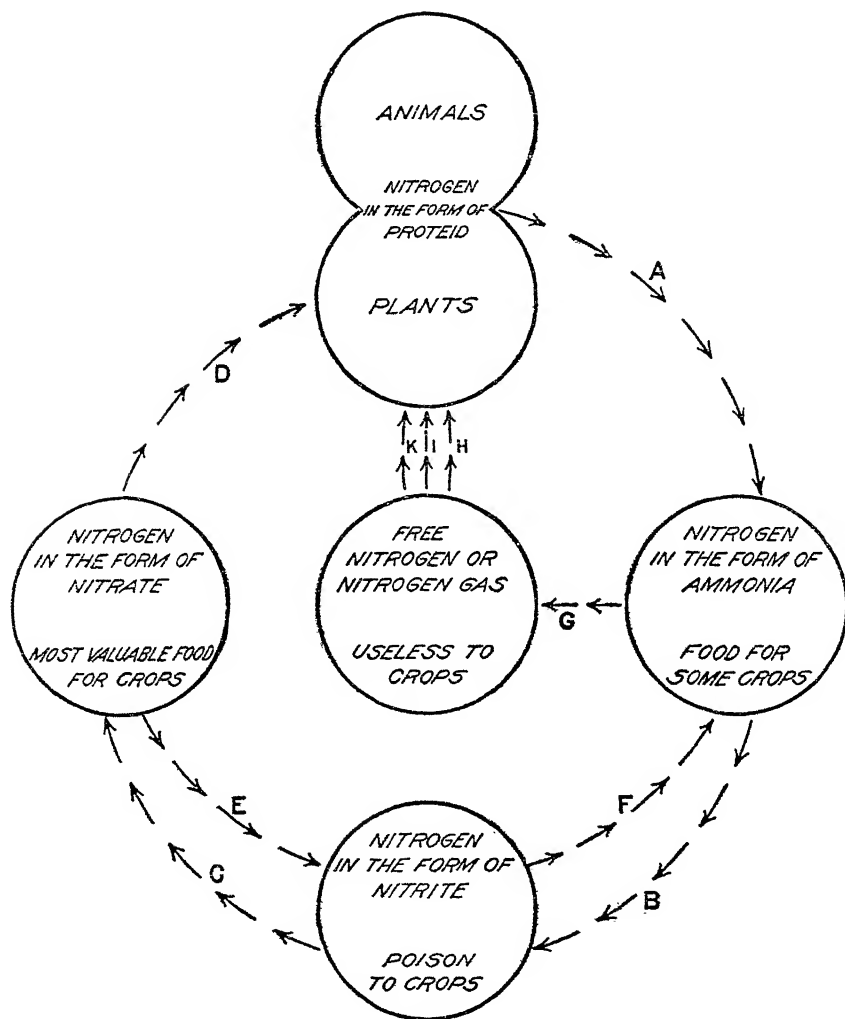 ANIMALS
NITROGEN
IN THE FORM OF
PROTEID
PLANTS
A
D
K
I
H
NITROGEN
IN THE FORM OF
NITRATE
MOST VALUABLE FOOD
FOR CROPS
FREE
NITROGEN OR
NITROGEN GAS
USELESS TO
CROPS
G
NITROGEN
IN THE FORM OF
AMMONIA
FOOD FOR
SOME CROPS
E
F
C
B
NITROGEN
IN THE FORM OF
NITRITE
POISON
TO CROPS